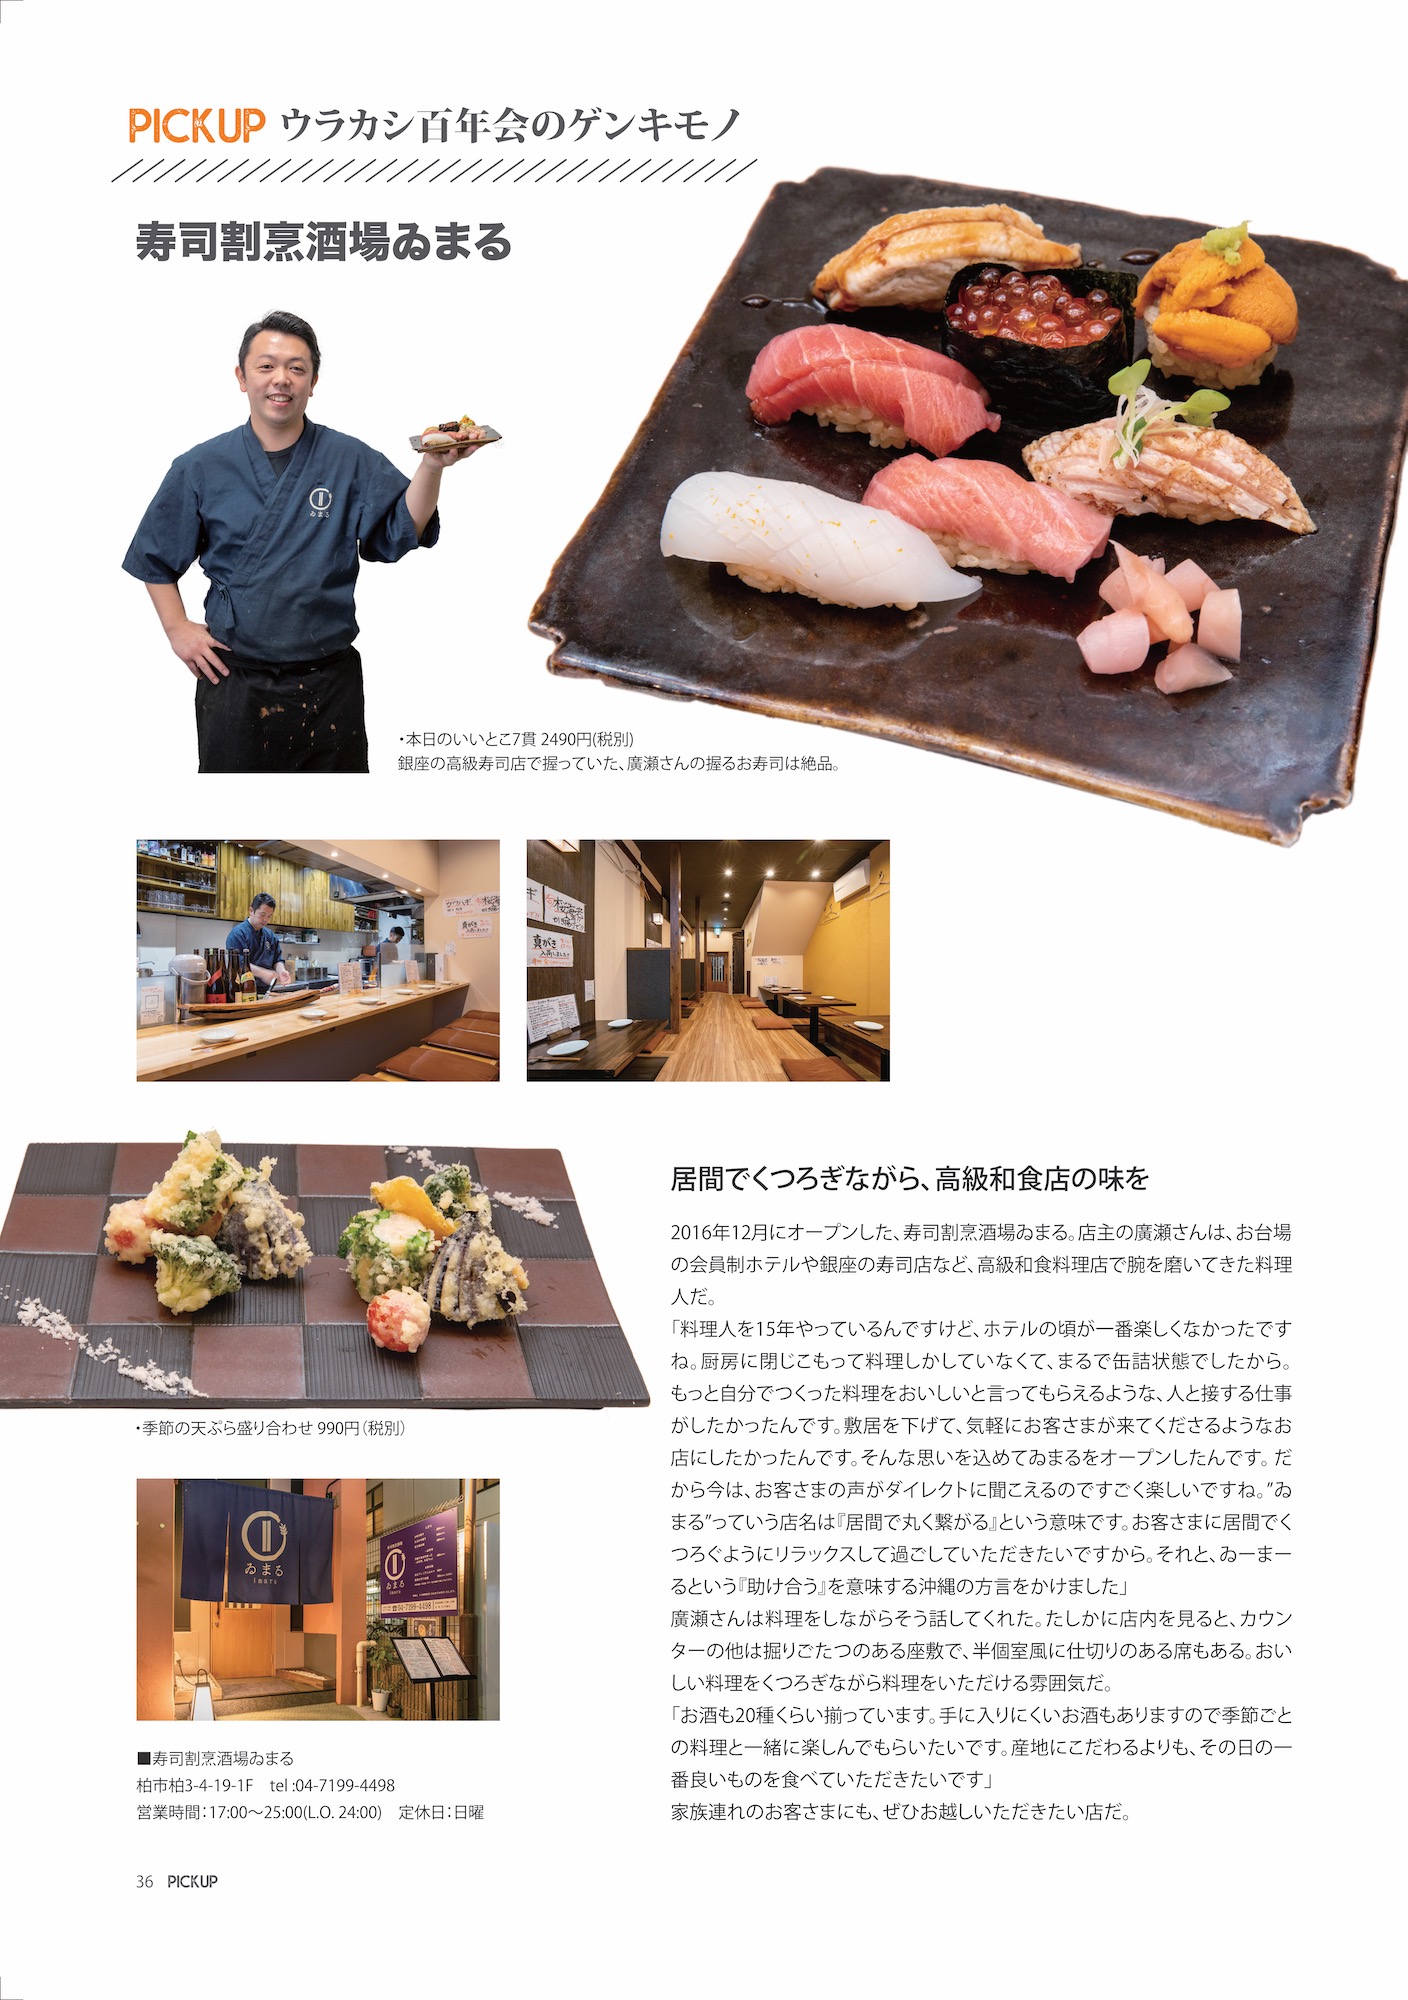 PICKUP ウラカシ百年会のゲンキモノ
寿司割烹酒場ゐまる
ゐまる
・本日のいいとこ7貫 2490円(税別)
銀座の高級寿司店で握っていた、廣瀬さんの握るお寿司は絶品。
カワハギ
真がき
真がき
入荷しました!!
・季節の天ぷら盛り合わせ 990円(税別)
ゐまる
imaru
ゐまる
☎04-7199-4498
■寿司割烹酒場ゐまる
柏市柏3-4-19-1F　tel :04-7199-4498
営業時間：17:00〜25:00(L.O. 24:00)　定休日：日曜
居間でくつろぎながら、高級和食店の味を
2016年12月にオープンした、寿司割烹酒場ゐまる。店主の廣瀬さんは、お台場
の会員制ホテルや銀座の寿司店など、高級和食料理店で腕を磨いてきた料理
人だ。
「料理人を15年やっているんですけど、ホテルの頃が一番楽しくなかったです
ね。厨房に閉じこもって料理しかしていなくて、まるで缶詰状態でしたから。
もっと自分でつくった料理をおいしいと言ってもらえるような、人と接する仕事
がしたかったんです。敷居を下げて、気軽にお客さまが来てくださるようなお
店にしたかったんです。そんな思いを込めてゐまるをオープンしたんです。だ
から今は、お客さまの声がダイレクトに聞こえるのですごく楽しいですね。”ゐ
まる”っていう店名は『居間で丸く繋がる』という意味です。お客さまに居間でく
つろぐようにリラックスして過ごしていただきたいですから。それと、ゐーまー
るという『助け合う』を意味する沖縄の方言をかけました」
廣瀬さんは料理をしながらそう話してくれた。たしかに店内を見ると、カウン
ターの他は掘りごたつのある座敷で、半個室風に仕切りのある席もある。おい
しい料理をくつろぎながら料理をいただける雰囲気だ。
「お酒も20種くらい揃っています。手に入りにくいお酒もありますので季節ごと
の料理と一緒に楽しんでもらいたいです。産地にこだわるよりも、その日の一
番良いものを食べていただきたいです」
家族連れのお客さまにも、ぜひお越しいただきたい店だ。
36 PICKUP